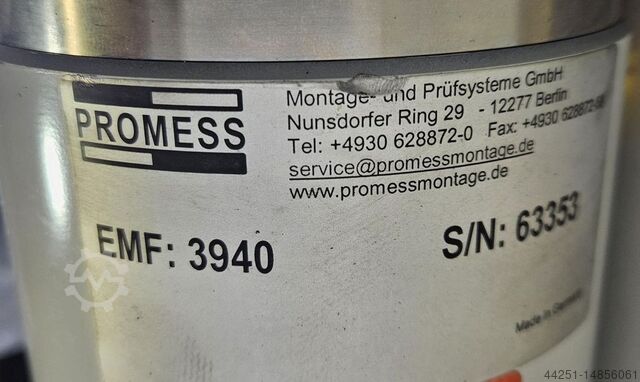 PROMESS
Montage- und Prüfsysteme GmbH
Nunsdorfer Ring 29 - 12277 Berlin
Tel: +4930 628872-0 Fax: +4930 628872-
service@promessmontage.de
www.promessmontage.de
EMF: 3940
S/N: 63353
Made in Germany
44251-14856061